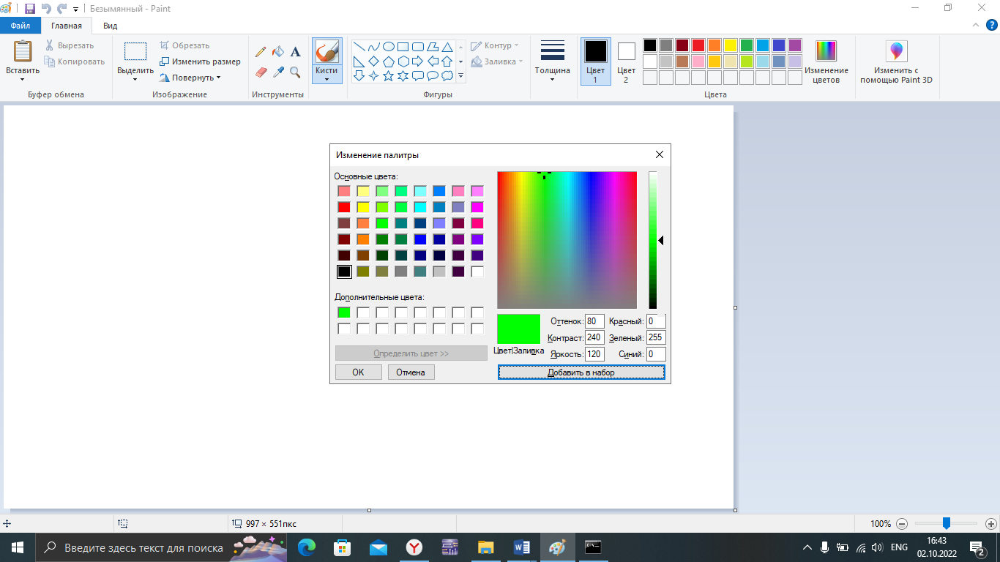 Безымянный - Paint
Файл
Главная
Вид
Вставить
Вырезать
Копировать
Буфер обмена
Выделить
Обрезать
Изменить размер
Повернуть
Изображение
A
Инструменты
Кисти
Контур
Заливка
Фигуры
Толщина
Цвет
1
Цвет
2
Изменение
цветов
Цвета
Изменить с
помощью Paint 3D
?
Изменение палитры
Основные цвета:
Дополнительные цвета:
Определить цвет >>
OK
Отмена
Цвет|Заливка
Оттенок: 80
Красный: 0
Контраст: 240
Зеленый: 255
Яркость: 120
Синий: 0
Добавить в набор
997 × 551пкс
100%
Введите здесь текст для поиска
Y
W
C:\_
ENG
16:43
02.10.2022
2